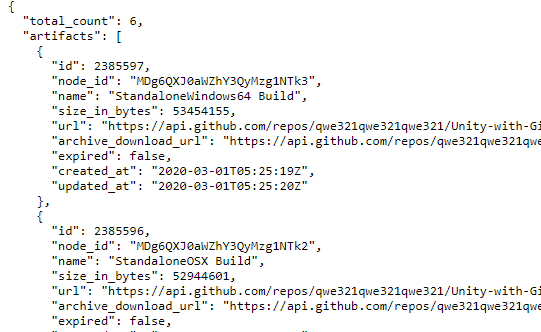 {
"total_count": 6,
"artifacts": [
{
"id": 2385597,
"node_id": "MDg6QXJ0aWZhY3QyMzg1NTk3",
"name": "StandaloneWindows64 Build",
"size_in_bytes": 53454155,
"url": "https://api.github.com/repos/qwe321qwe321qwe321/Unity-with-Gi
"archive_download_url": "https://api.github.com/repos/qwe321qwe321qwe
"expired": false,
"created_at": "2020-03-01T05:25:19Z",
"updated_at": "2020-03-01T05:25:20Z"
},
{
"id": 2385596,
"node_id": "MDg6QXJ0aWZhY3QyMzg1NTk2",
"name": "StandaloneOSX Build",
"size_in_bytes": 52944601,
"url": "https://api.github.com/repos/qwe321qwe321qwe321/Unity-with-Gi
"archive_download_url": "https://api.github.com/repos/qwe321qwe321qwe
"expired": false,